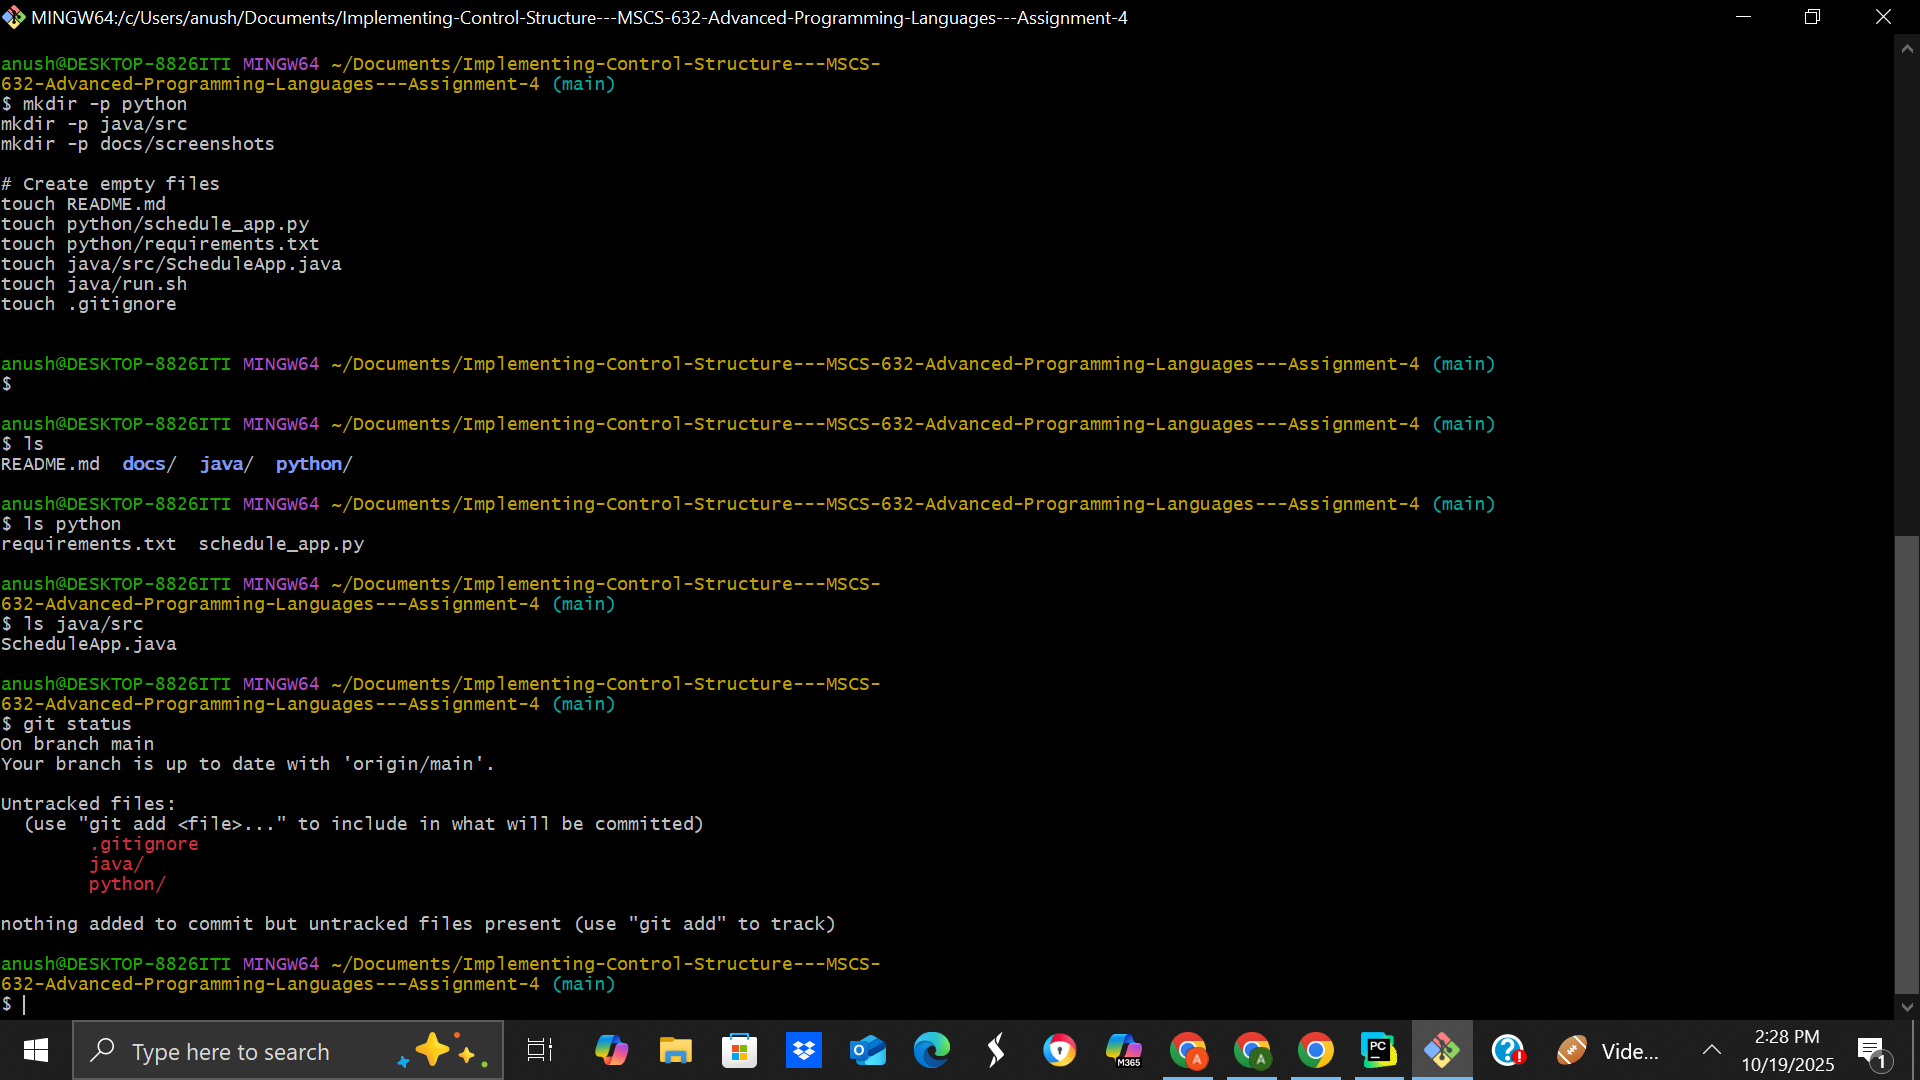 MINGW64:/c/Users/anush/Documents/Implementing-Control-Structure---MSCS-632-Advanced-Programming-Languages---Assignment-4
anush@DESKTOP-8826ITI MINGW64 ~/Documents/Implementing-Control-Structure---MSCS-
632-Advanced-Programming-Languages---Assignment-4 (main)
$ mkdir -p python
mkdir -p java/src
mkdir -p docs/screenshots
# Create empty files
touch README.md
touch python/schedule_app.py
touch python/requirements.txt
touch java/src/ScheduleApp.java
touch java/run.sh
touch .gitignore
anush@DESKTOP-8826ITI MINGW64 ~/Documents/Implementing-Control-Structure---MSCS-632-Advanced-Programming-Languages---Assignment-4 (main)
$
anush@DESKTOP-8826ITI MINGW64 ~/Documents/Implementing-Control-Structure---MSCS-632-Advanced-Programming-Languages---Assignment-4 (main)
$ ls
README.md  docs/  java/  python/
anush@DESKTOP-8826ITI MINGW64 ~/Documents/Implementing-Control-Structure---MSCS-632-Advanced-Programming-Languages---Assignment-4 (main)
$ ls python
requirements.txt  schedule_app.py
anush@DESKTOP-8826ITI MINGW64 ~/Documents/Implementing-Control-Structure---MSCS-
632-Advanced-Programming-Languages---Assignment-4 (main)
$ ls java/src
ScheduleApp.java
anush@DESKTOP-8826ITI MINGW64 ~/Documents/Implementing-Control-Structure---MSCS-
632-Advanced-Programming-Languages---Assignment-4 (main)
$ git status
On branch main
Your branch is up to date with 'origin/main'.
Untracked files:
(use "git add <file>..." to include in what will be committed)
.gitignore
java/
python/
nothing added to commit but untracked files present (use "git add" to track)
anush@DESKTOP-8826ITI MINGW64 ~/Documents/Implementing-Control-Structure---MSCS-
632-Advanced-Programming-Languages---Assignment-4 (main)
$
Type here to search
M365
A
A
PC
Vide...
2:28 PM
10/19/2025
1